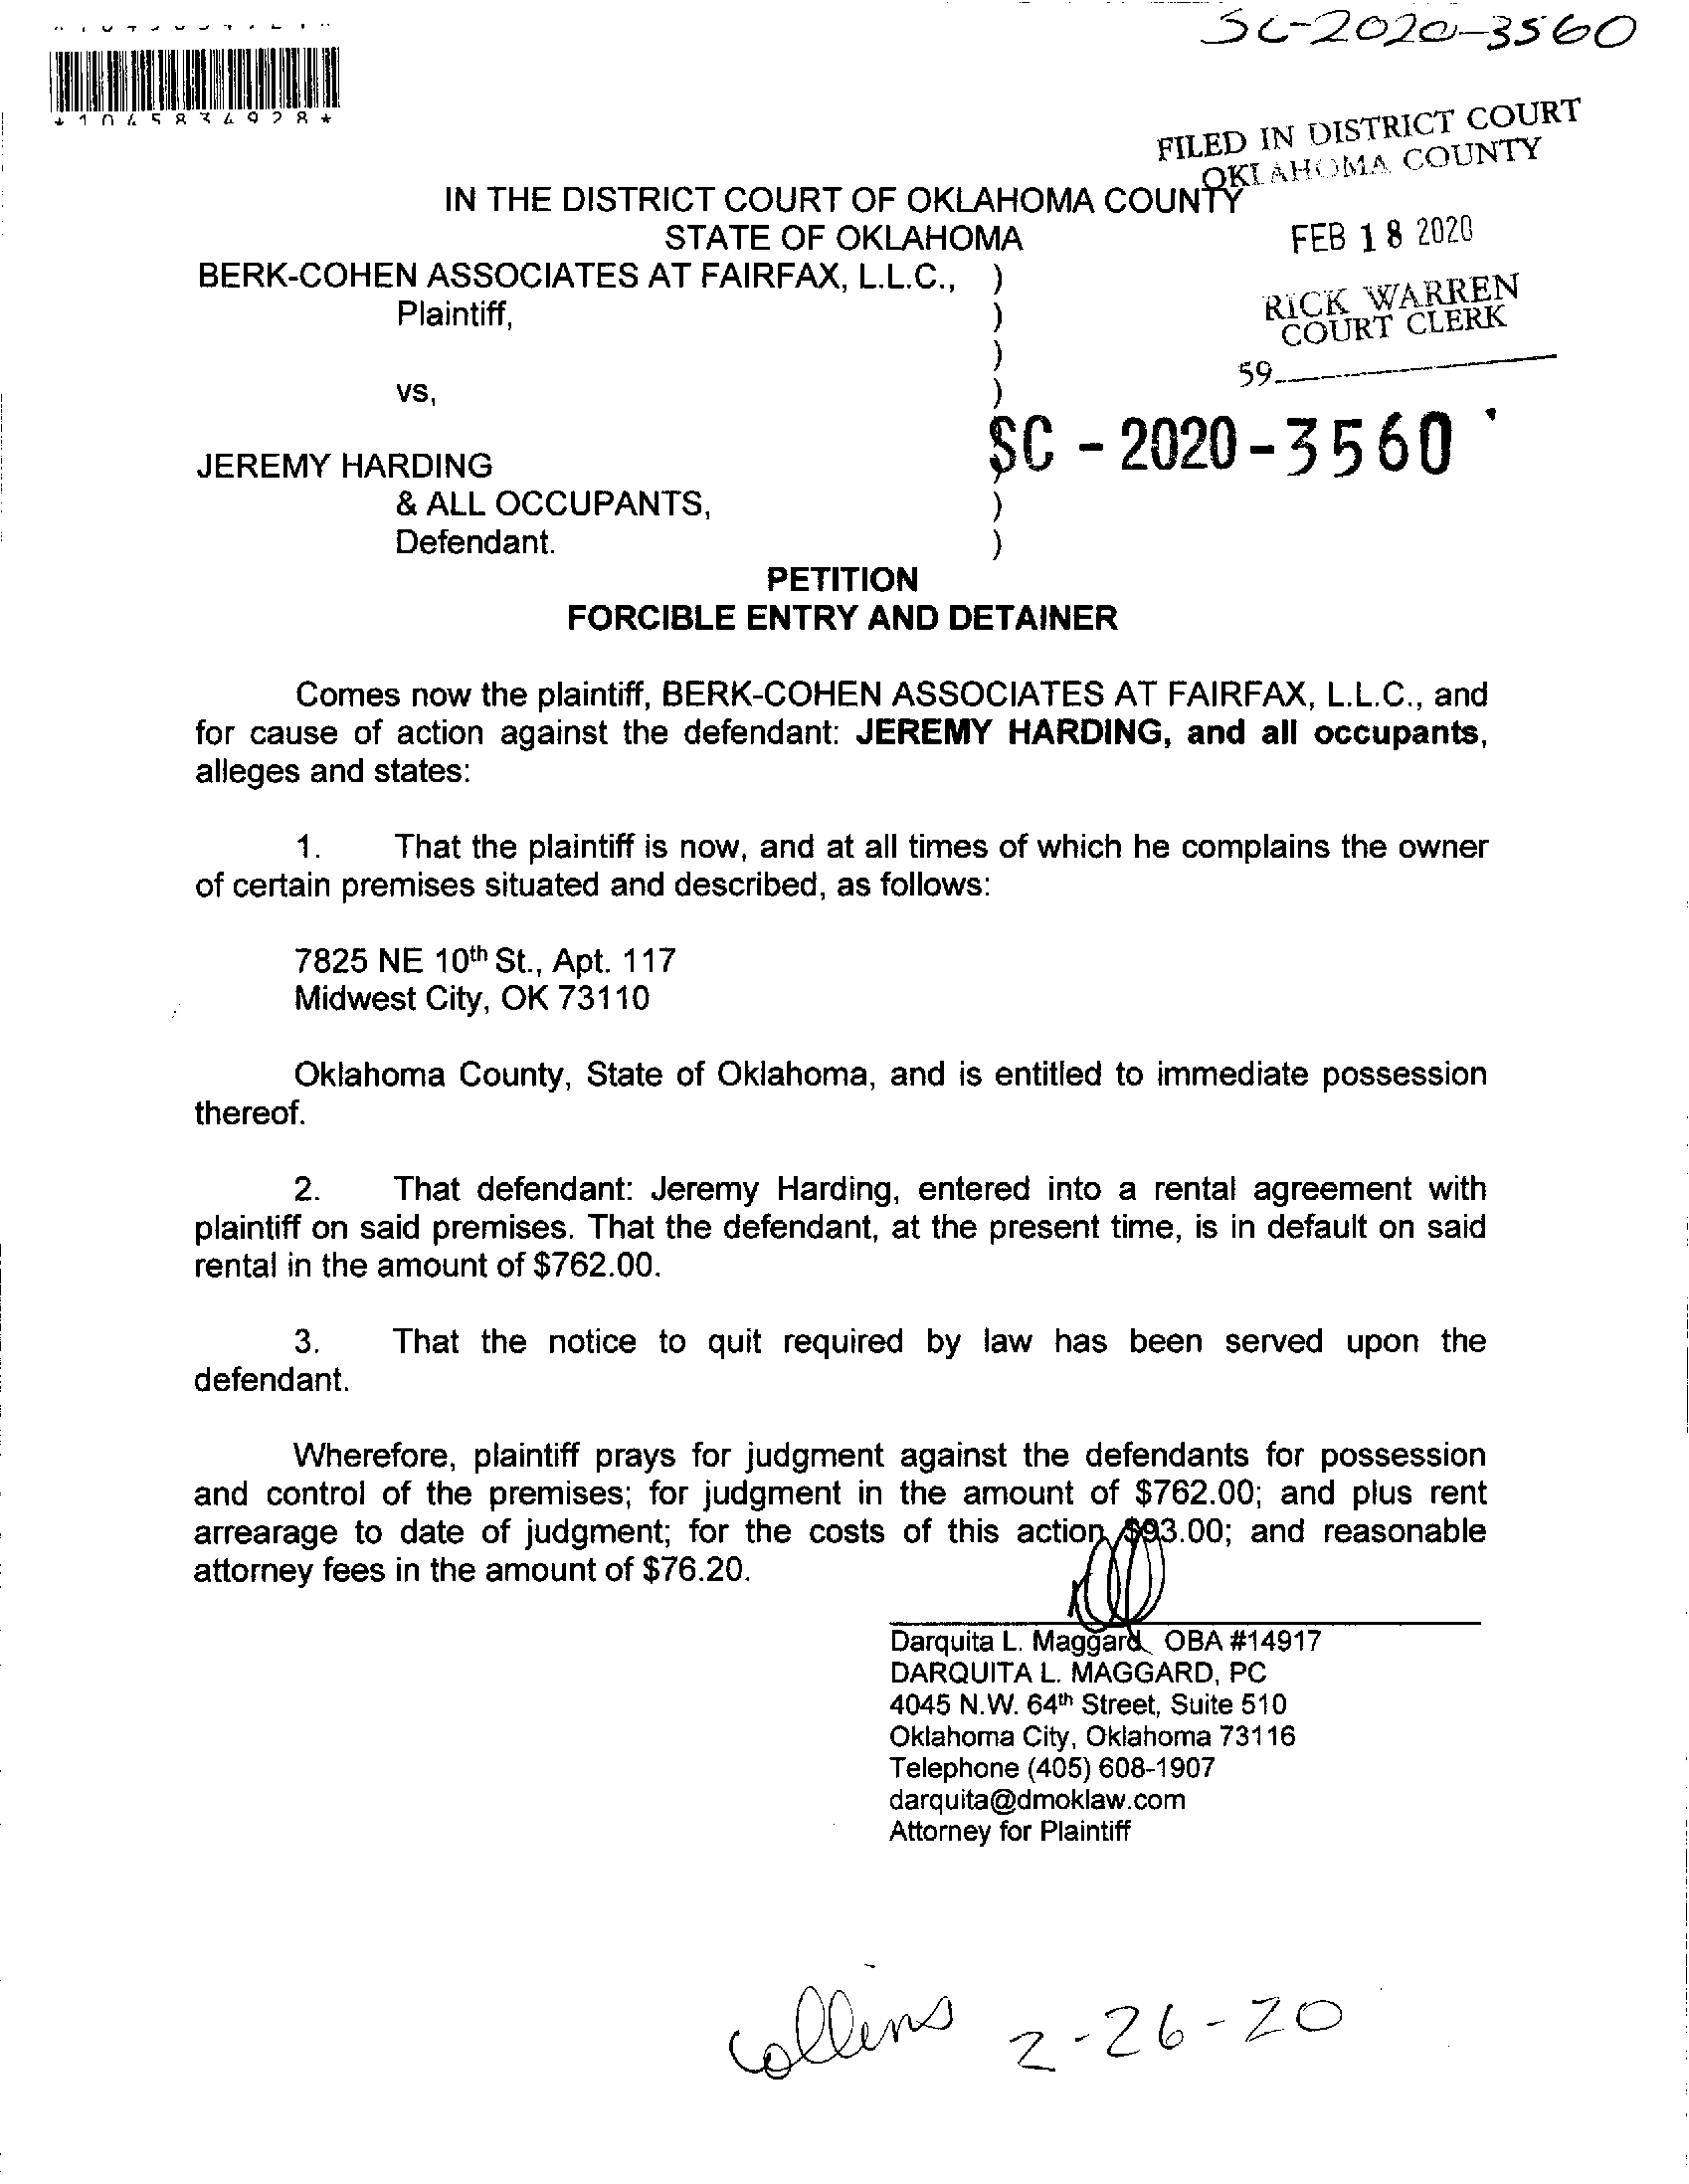 SC-2020-3560
*1045834928*
FILED IN DISTRICT COURT
OKLAHOMA COUNTY
IN THE DISTRICT COURT OF OKLAHOMA COUNTY
STATE OF OKLAHOMA
FEB 18 2020
BERK-COHEN ASSOCIATES AT FAIRFAX, L.L.C., )
RICK WARREN
COURT CLERK
Plaintiff, )
)
59
vs, )
SC - 2020 - 3560
JEREMY HARDING )
& ALL OCCUPANTS, )
Defendant. )
PETITION
FORCIBLE ENTRY AND DETAINER
Comes now the plaintiff, BERK-COHEN ASSOCIATES AT FAIRFAX, L.L.C., and
for cause of action against the defendant: JEREMY HARDING, and all occupants,
alleges and states:
1. That the plaintiff is now, and at all times of which he complains the owner
of certain premises situated and described, as follows:
7825 NE 10th St., Apt. 117
Midwest City, OK 73110
Oklahoma County, State of Oklahoma, and is entitled to immediate possession
thereof.
2. That defendant: Jeremy Harding, entered into a rental agreement with
plaintiff on said premises. That the defendant, at the present time, is in default on said
rental in the amount of $762.00.
3. That the notice to quit required by law has been served upon the
defendant.
Wherefore, plaintiff prays for judgment against the defendants for possession
and control of the premises; for judgment in the amount of $762.00; and plus rent
arrearage to date of judgment; for the costs of this action, $93.00; and reasonable
attorney fees in the amount of $76.20.
Darquita L. Maggard, OBA #14917
DARQUITA L. MAGGARD, PC
4045 N.W. 64th Street, Suite 510
Oklahoma City, Oklahoma 73116
Telephone (405) 608-1907
darquita@dmoklaw.com
Attorney for Plaintiff
Collins 2-26-20